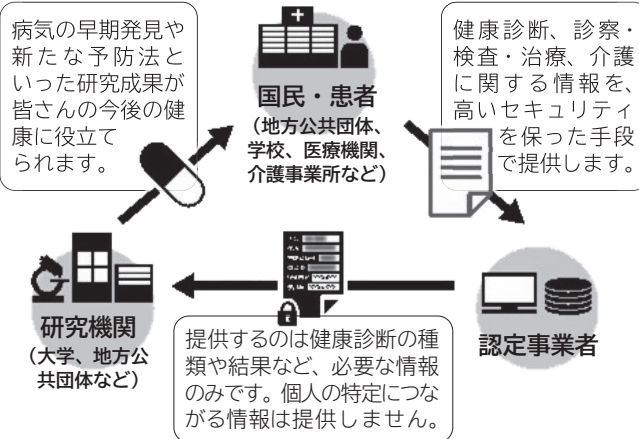 病気の早期発見や
新たな予防法と
いった研究成果が
皆さんの今後の健
康に役立て
られます。
国民・患者
(地方公共団体、
学校、医療機関、
介護事業所など)
健康診断、診察・
検査・治療、介護
に関する情報を、
高いセキュリティ
を保った手段
で提供します。
研究機関
(大学、地方公
共団体など)
提供するのは健康診断の種
類や結果など、必要な情報
のみです。個人の特定につな
がる情報は提供しません。
認定事業者